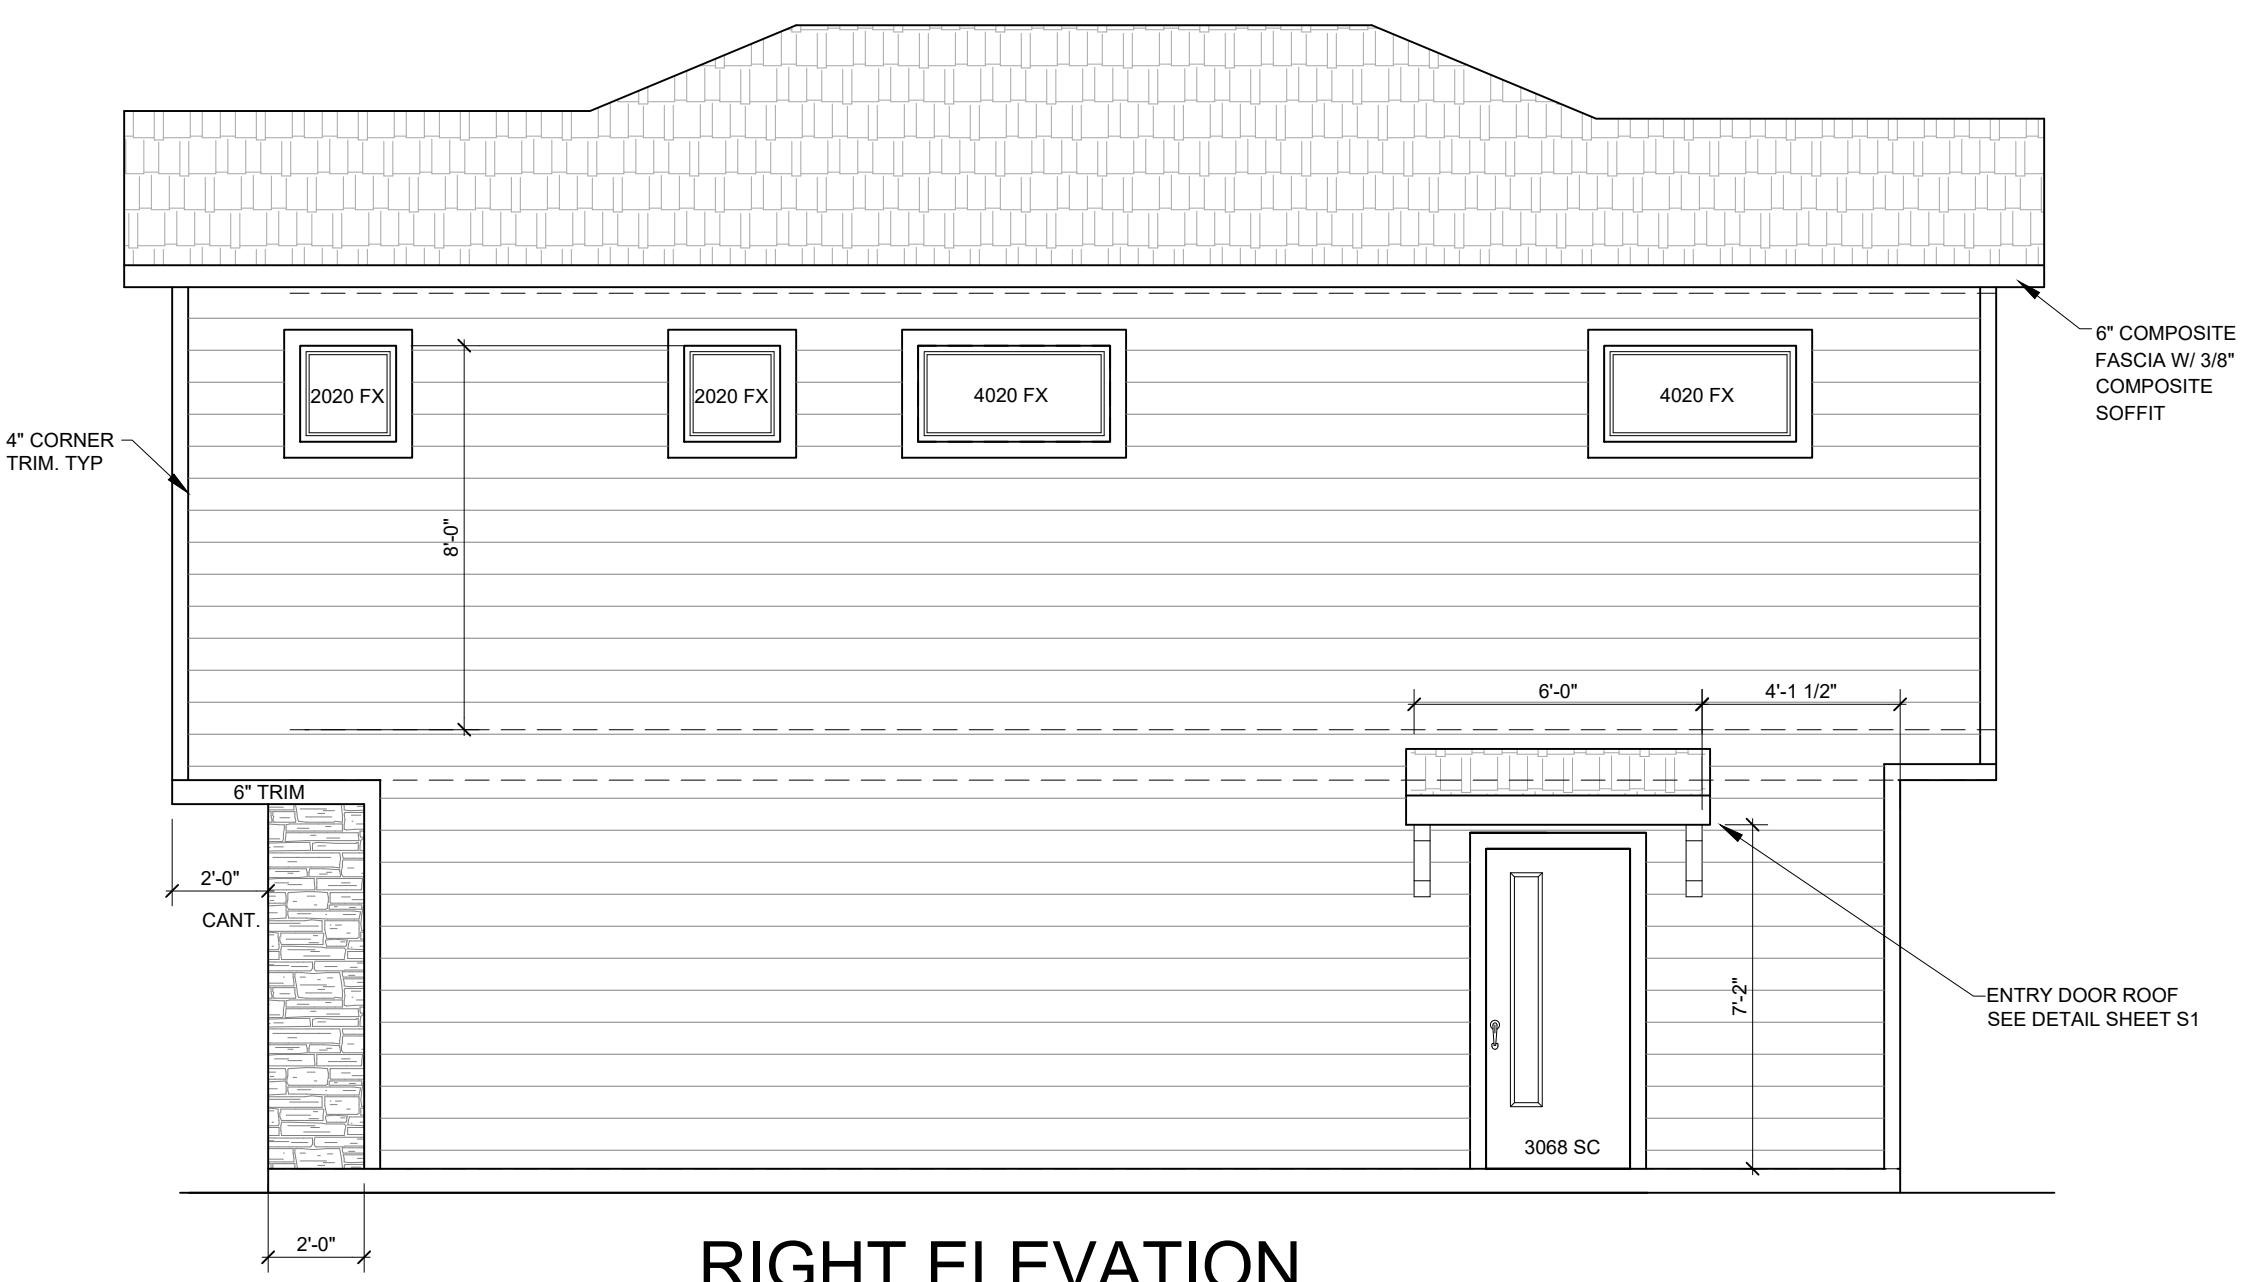 6" COMPOSITE
FASCIA W/ 3/8"
COMPOSITE
SOFFIT
2020 FX
2020 FX
4020 FX
4020 FX
4" CORNER
TRIM. TYP
8'-0"
6'-0"
4'-1 1/2"
6" TRIM
2'-0"
CANT.
7'-2"
ENTRY DOOR ROOF
SEE DETAIL SHEET S1
3068 SC
2'-0"
RIGHT ELEVATION